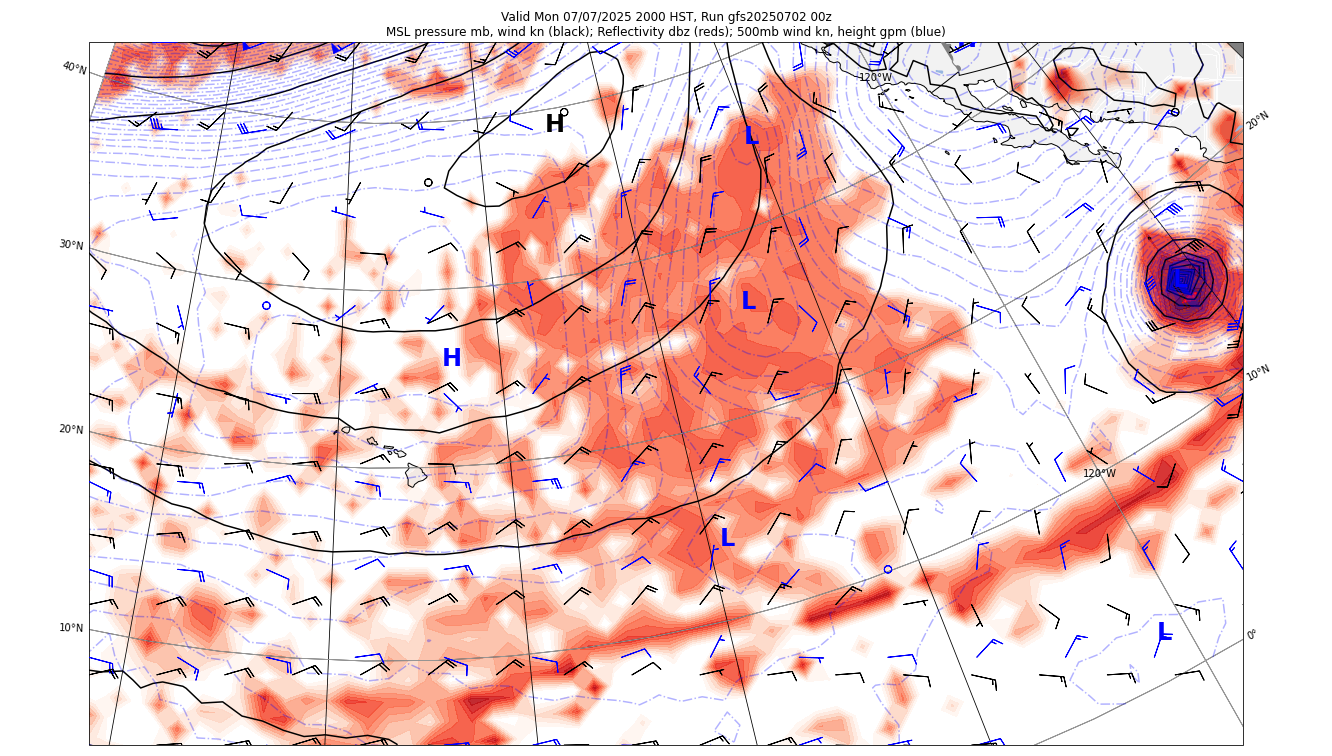 Valid Mon 07/07/2025 2000 HST, Run gfs20250702 00z
MSL pressure mb, wind kn (black); Reflectivity dbz (reds); 500mb wind kn, height gpm (blue)
40°N
120°W
20°N
H
L
30°N
L
H
10°N
20°N
120°W
L
10°N
L
0°